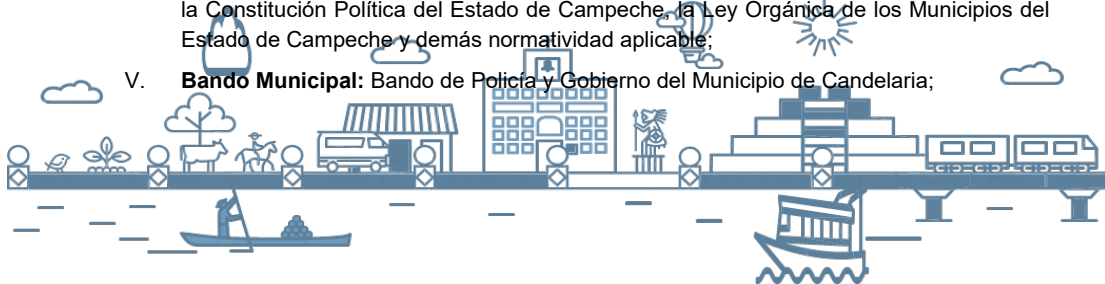 la Constitución Política del Estado de Campeche, la Ley Orgánica de los Municipios del
Estado de Campeche y demás normatividad aplicable;
V. Bando Municipal: Bando de Policía y Gobierno del Municipio de Candelaria;